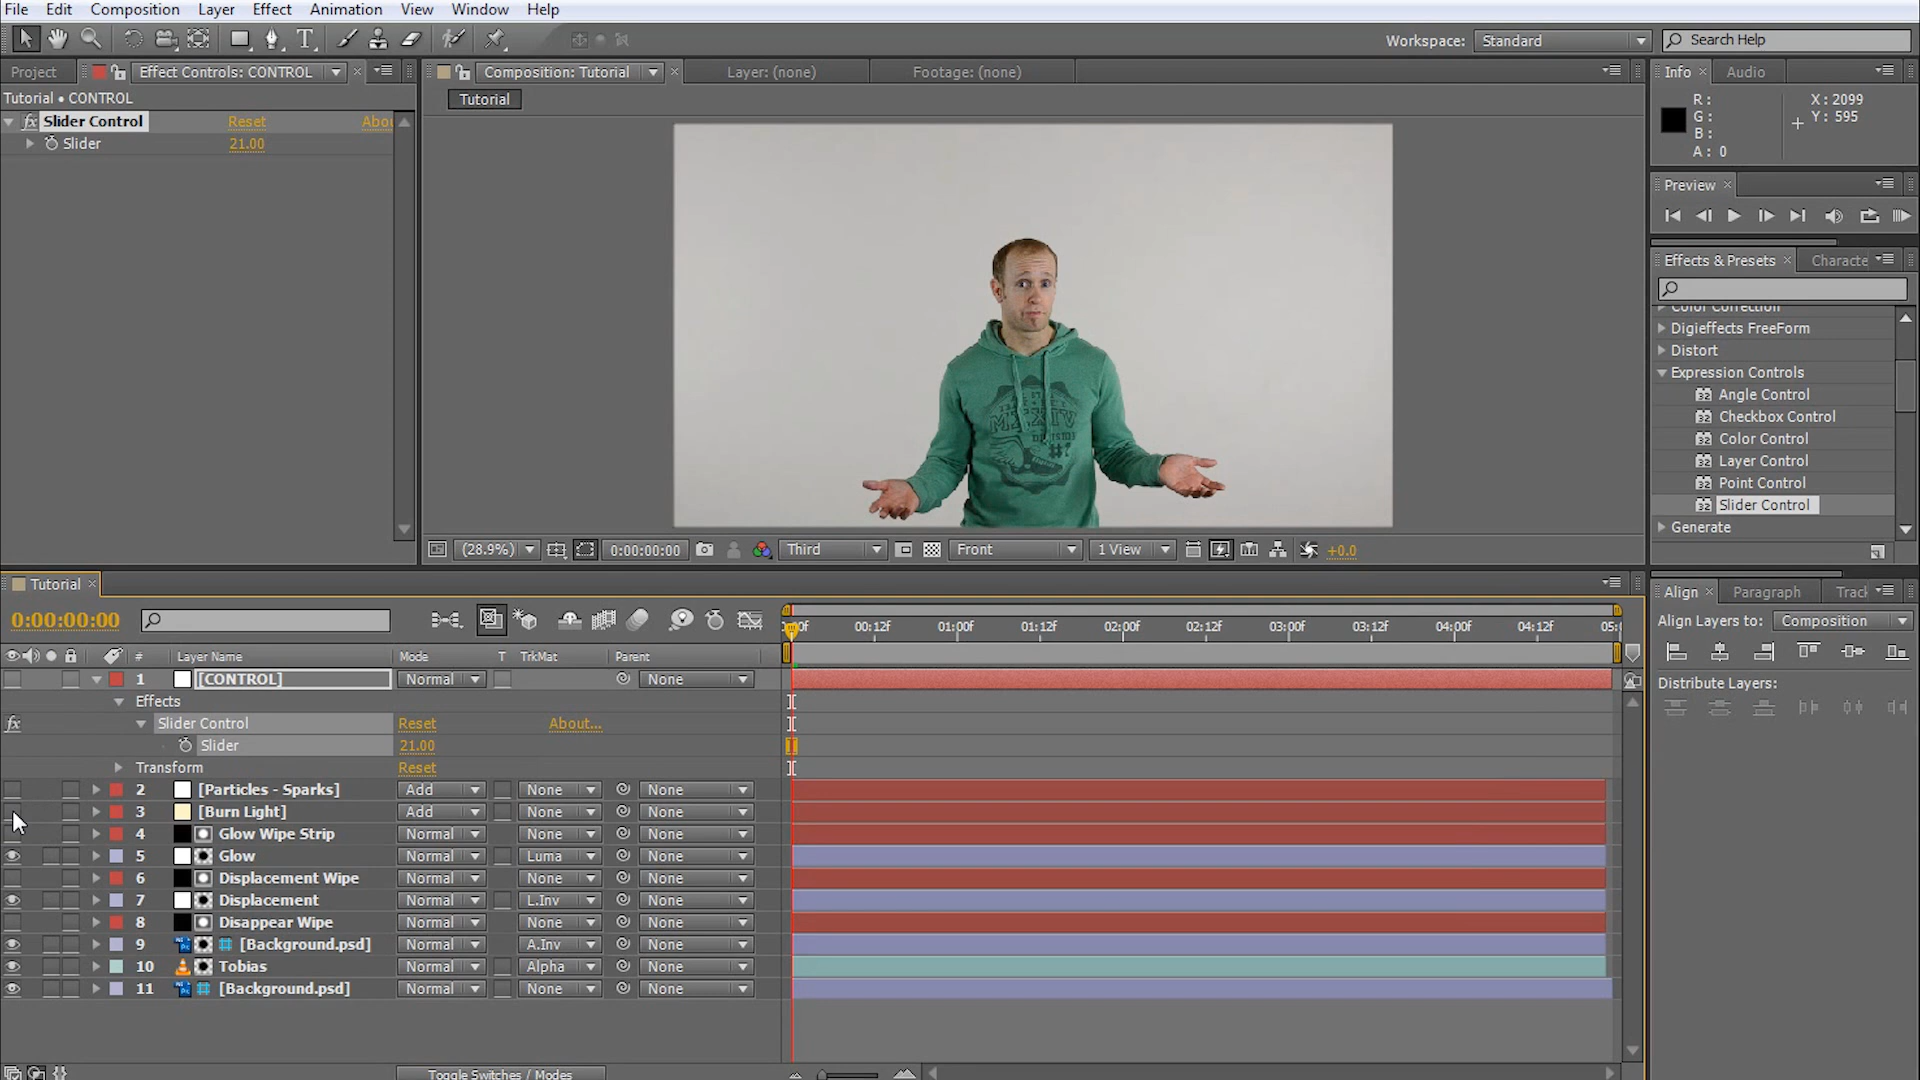 File Edit Composition Layer Effect Animation View Window Help
Workspace: Standard Search Help
Project Effect Controls: CONTROL
Tutorial • CONTROL
Slider Control Reset
Slider 21.00
Composition: Tutorial Layer: (none) Footage: (none)
Tutorial
(28.9%) 0:00:00:00 Third Front 1 View +0.0
Info Audio
R: X: 2099
G: Y: 595
B:
A: 0
Preview
Effects & Presets Characte
Color Correction
Digieffects FreeForm
Distort
Expression Controls
Angle Control
Checkbox Control
Color Control
Layer Control
Point Control
Slider Control
Generate
Align Paragraph Track
Align Layers to: Composition
Distribute Layers:
Tutorial
0:00:00:00
00:12f 01:00f 01:12f 02:00f 02:12f 03:00f 03:12f 04:00f 04:12f
# Layer Name Mode T TrkMat Parent
1 [CONTROL] Normal None
Effects
Slider Control Reset About...
Slider 21.00
Transform Reset
2 [Particles - Sparks] Add None None
3 [Burn Light] Add None None
4 Glow Wipe Strip Normal None None
5 Glow Normal Luma None
6 Displacement Wipe Normal None None
7 Displacement Normal L.Inv None
8 Disappear Wipe Normal None None
9 [Background.psd] Normal A.Inv None
10 Tobias Normal Alpha None
11 [Background.psd] Normal None None
Toggle Switches / Modes